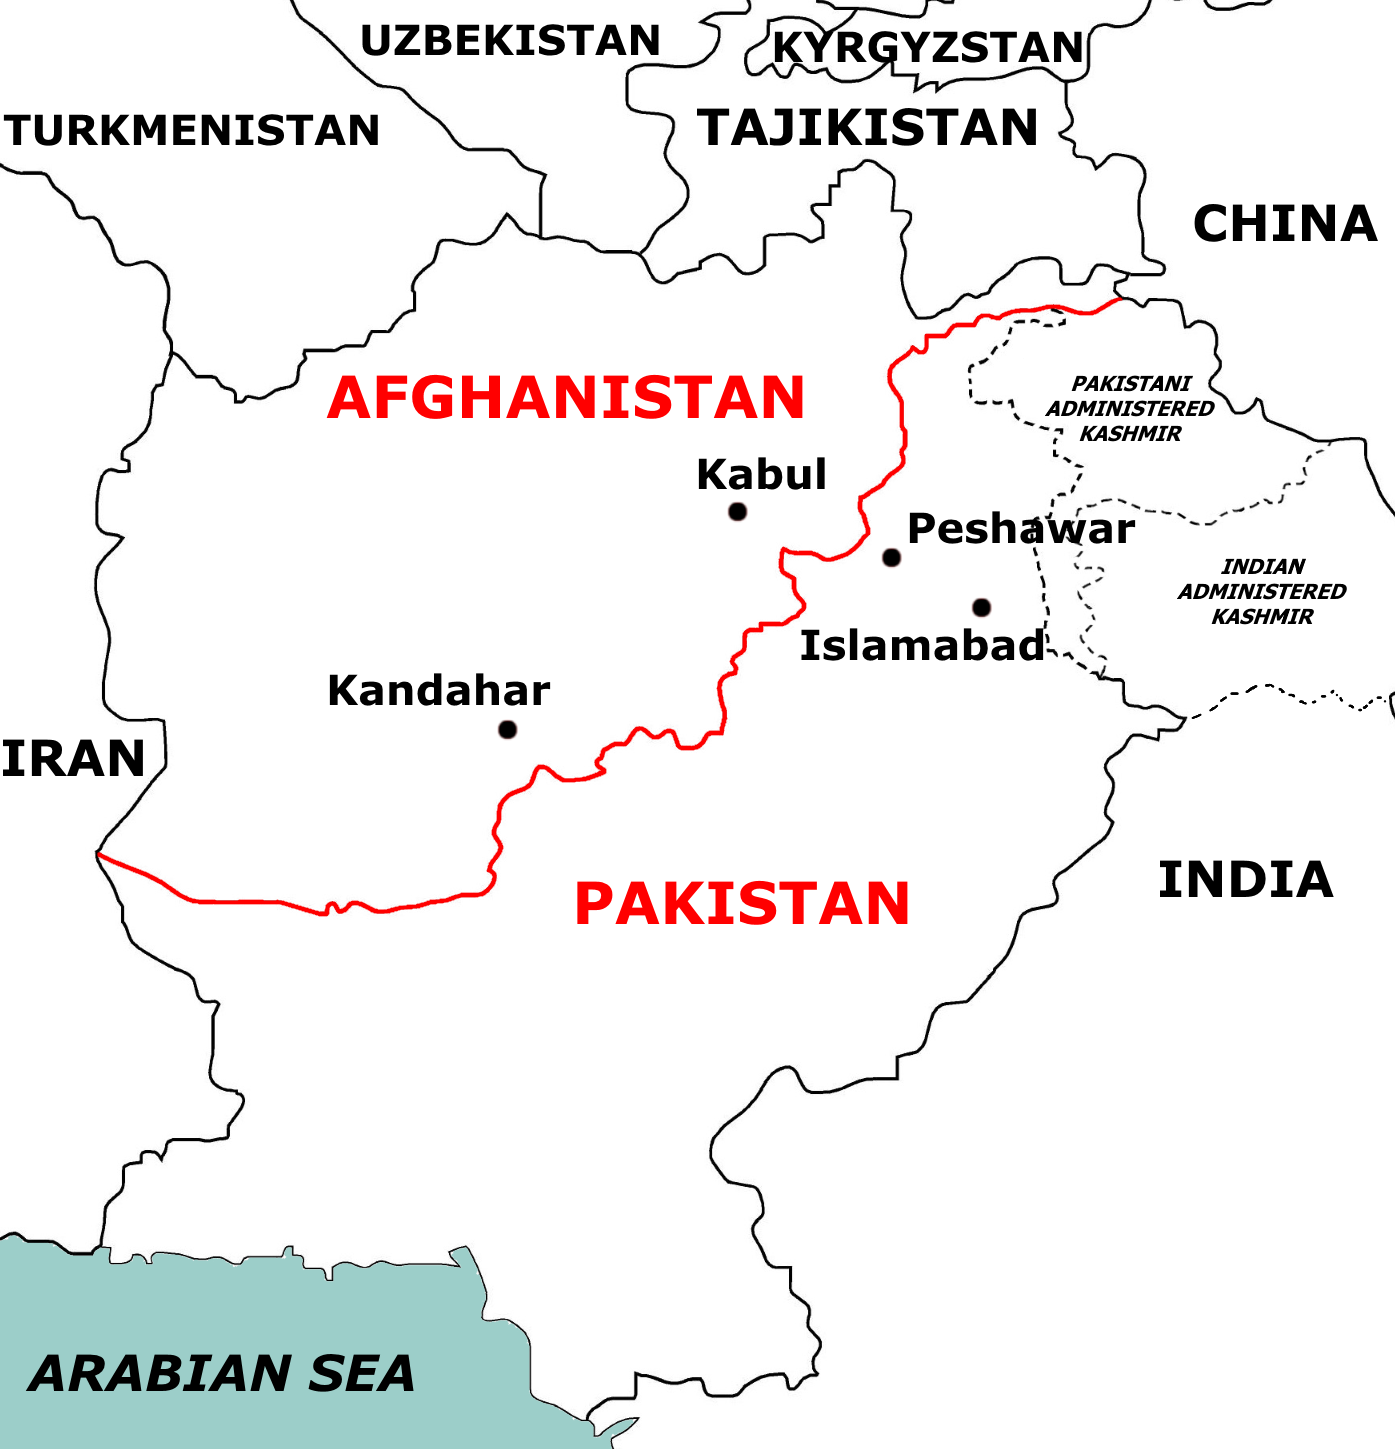 UZBEKISTAN
KYRGYZSTAN
TURKMENISTAN
TAJIKISTAN
CHINA
AFGHANISTAN
PAKISTANI
ADMINISTERED
KASHMIR
Kabul
Peshawar
INDIAN
ADMINISTERED
KASHMIR
Islamabad
Kandahar
IRAN
INDIA
PAKISTAN
ARABIAN SEA